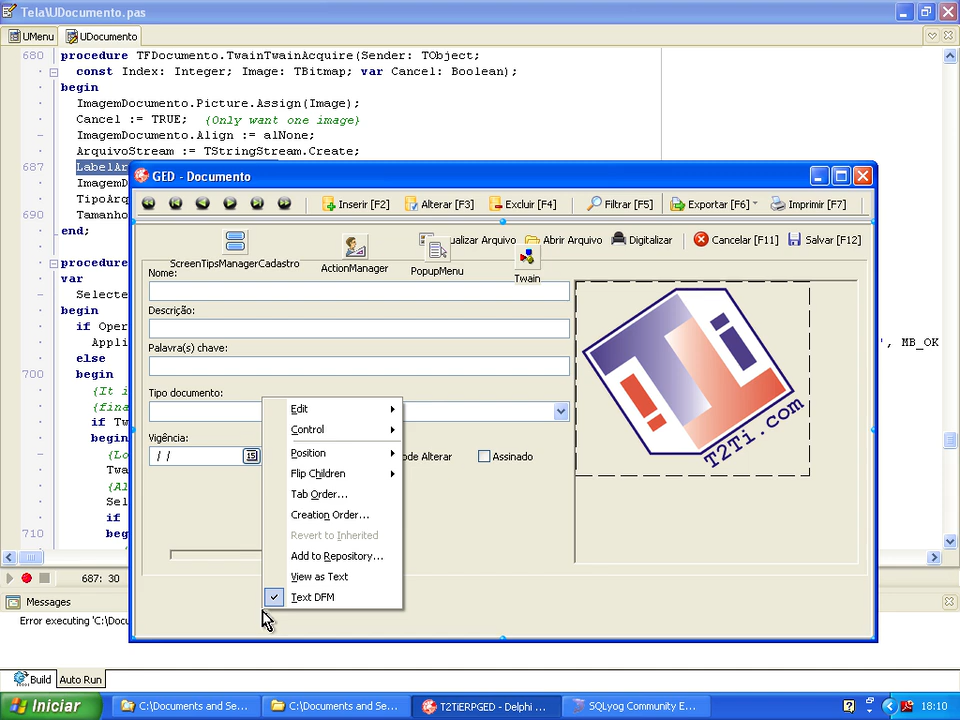 Tela\UDocumento.pas
UMenu UDocumento
680 procedure TFDocumento.TwainTwainAcquire(Sender: TObject;
const Index: Integer; Image: TBitmap; var Cancel: Boolean);
begin
ImagemDocumento.Picture.Assign(Image);
Cancel := TRUE; {Only want one image}
ImagemDocumento.Align := alNone;
ArquivoStream := TStringStream.Create;
687 LabelAr
ImagemD
TipoArq
690 Tamanho
end;
procedure
var
Selecte
begin
if Oper
Appli ', MB_OK
700 else
begin
{It i
{fina
if Tw
begin
{Lo
Twa
{Al
Sel
if
710 beg
GED - Documento
Inserir [F2] Alterar [F3] Excluir [F4] Filtrar [F5] Exportar [F6] Imprimir [F7]
ualizar Arquivo Abrir Arquivo Digitalizar Cancelar [F11] Salvar [F12]
ScreenTipsManagerCadastro ActionManager PopupMenu Twain
Nome:
Descrição:
Palavra(s) chave:
Tipo documento:
Vigência:
/ / 15 ode Alterar Assinado
T2Ti
T2Ti.com
Edit
Control
Position
Flip Children
Tab Order...
Creation Order...
Revert to Inherited
Add to Repository...
View as Text
Text DFM
687: 30
Messages
Error executing 'C:\Docu
Build Auto Run
Iniciar C:\Documents and Se... C:\Documents and Se... T2TiERPGED - Delphi ... SQLyog Community E... 18:10